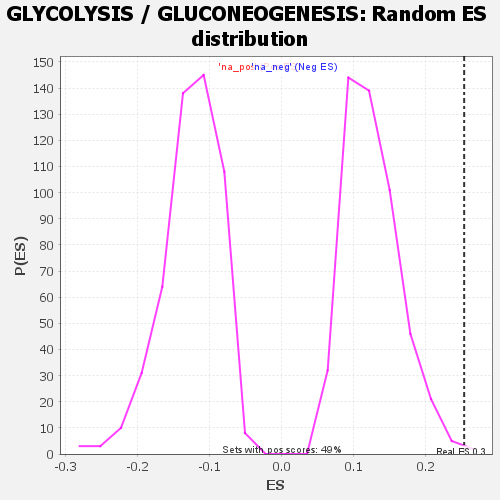 GLYCOLYSIS / GLUCONEOGENESIS: Random ES
distribution
'na_po 'na_neg' (Neg ES)
150
140
130
120
110
100
90
80
70
60
50
40
30
20
10
0
P(ES)
Sets with pos scores: 49%
Real ES 0.3
-0.3 -0.2 -0.1 0.0 0.1 0.2
ES